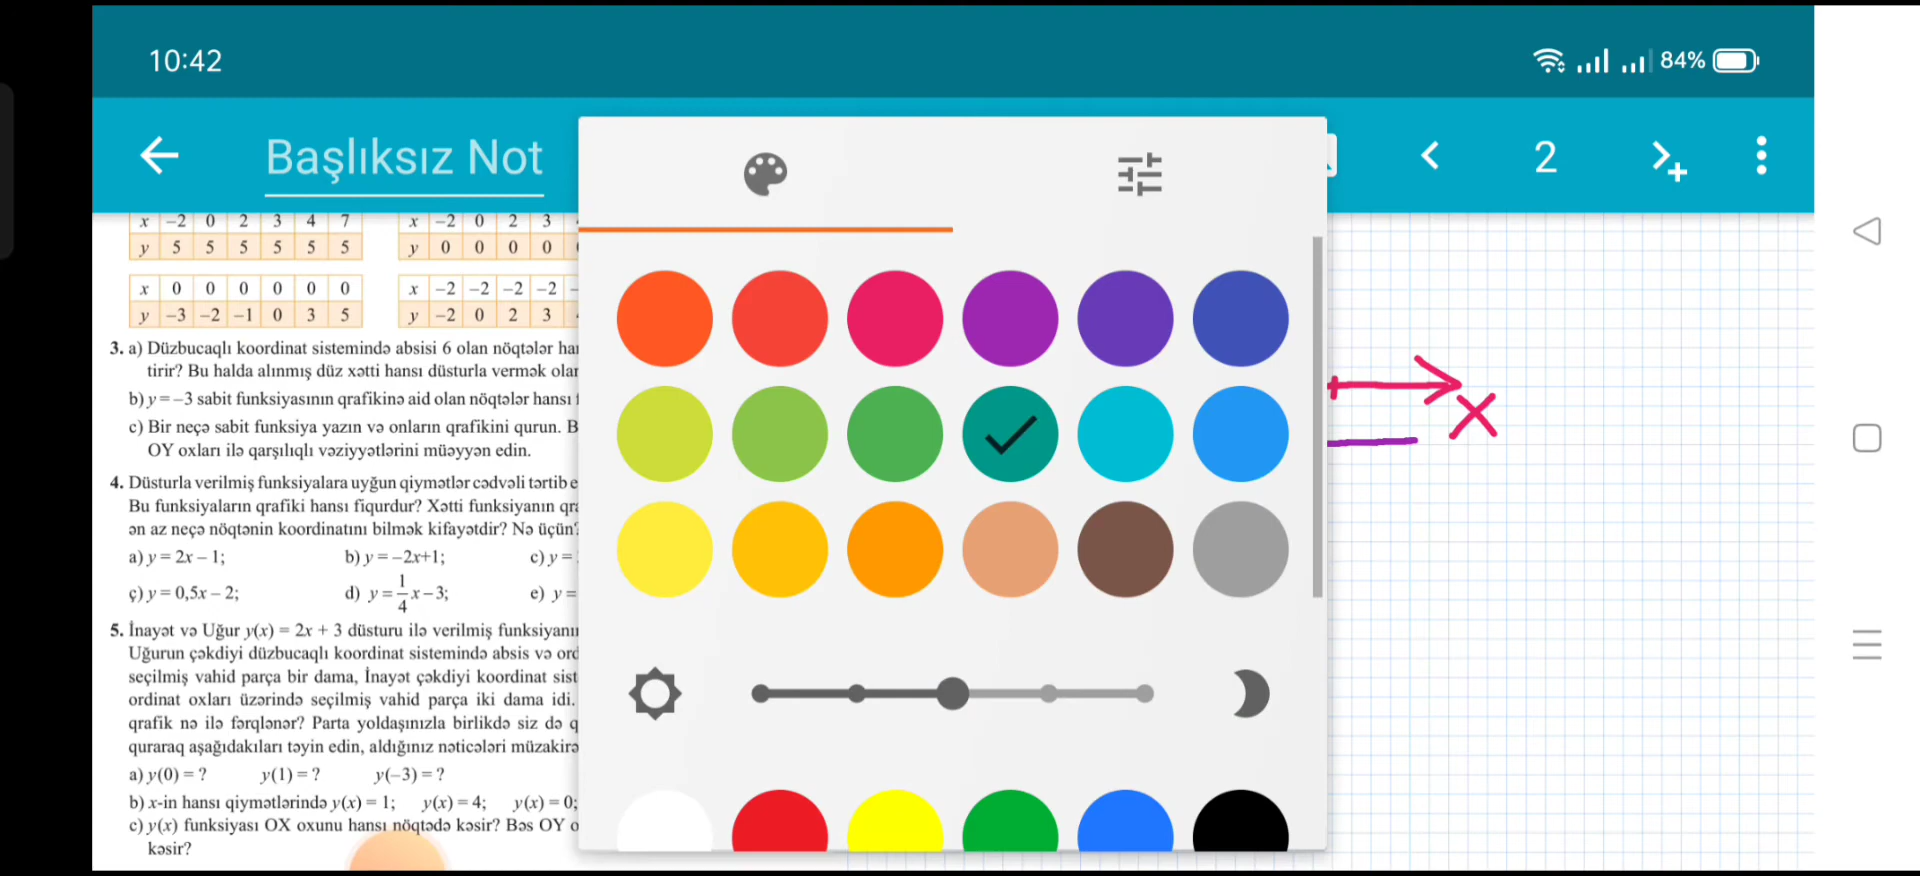 10:42
84%
Başlıksız Not
2
x -2 0 2 3 4 7
y 5 5 5 5 5 5
x -2 0 2 3
y 0 0 0 0
x 0 0 0 0 0 0
y -3 -2 -1 0 3 5
x -2 -2 -2 -2
y -2 0 2 3
3. a) Düzbucaqlı koordinat sistemində absisi 6 olan nöqtələr
tirir? Bu halda alınmış düz xətti hansı düsturla vermək
b) y = -3 sabit funksiyasının qrafikinə aid olan nöqtələr hansı
c) Bir neçə sabit funksiya yazın və onların qrafikini qurun.
OY oxları ilə qarşılıqlı vəziyyətlərini müəyyən edin.
4. Düsturla verilmiş funksiyalara uyğun qiymətlər cədvəli tərtib
Bu funksiyaların qrafiki hansı fiqurdur? Xətti funksiyanın
ən az neçə nöqtənin koordinatını bilmək kifayətdir? Nə üçün?
a) y = 2x – 1; b) y = -2x+1; c) y =
ç) y = 0,5x – 2; d) y = 1/4 x – 3; e) y =
5. İnayət və Uğur y(x) = 2x + 3 düsturu ilə verilmiş
Uğurun çəkdiyi düzbucaqlı koordinat sistemində absis və
seçilmiş vahid parça bir dama, İnayət çəkdiyi koordinat
ordinat oxları üzərində seçilmiş vahid parça iki dama idi.
qrafik nə ilə fərqlənər? Parta yoldaşınızla birlikdə siz də
quraraq aşağıdakıları təyin edin, aldığınız nəticələri
a) y(0) = ? y(1) = ? y(–3) = ?
b) x-in hansı qiymətlərində y(x) = 1; y(x) = 4; y(x) = 0;
c) y(x) funksiyası OX oxunu hansı nöqtədə kəsir? Bəs OY
kəsir?
x